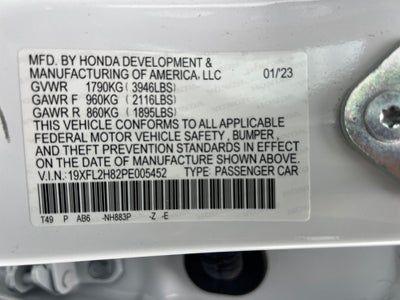 MFD. BY HONDA DEVELOPMENT &
MANUFACTURING OF AMERICA, LLC 01/'23
GVWR 1790KG (3946LBS)
GAWR F 960KG (2116LBS)
GAWR R 860KG (1895LBS)
THIS VEHICLE CONFORMS TO ALL APPLICABLE
FEDERAL MOTOR VEHICLE SAFETY , BUMPER,
AND THEFT PREVENTION STANDARDS IN EFFECT
ON THE DATE OF MANUFACTURE SHOWN ABOVE.
V.I.N: 19XFL2H82PE005452 TYPE: PASSENGER CAR
T49 P AB6 -NH883P -Z -E